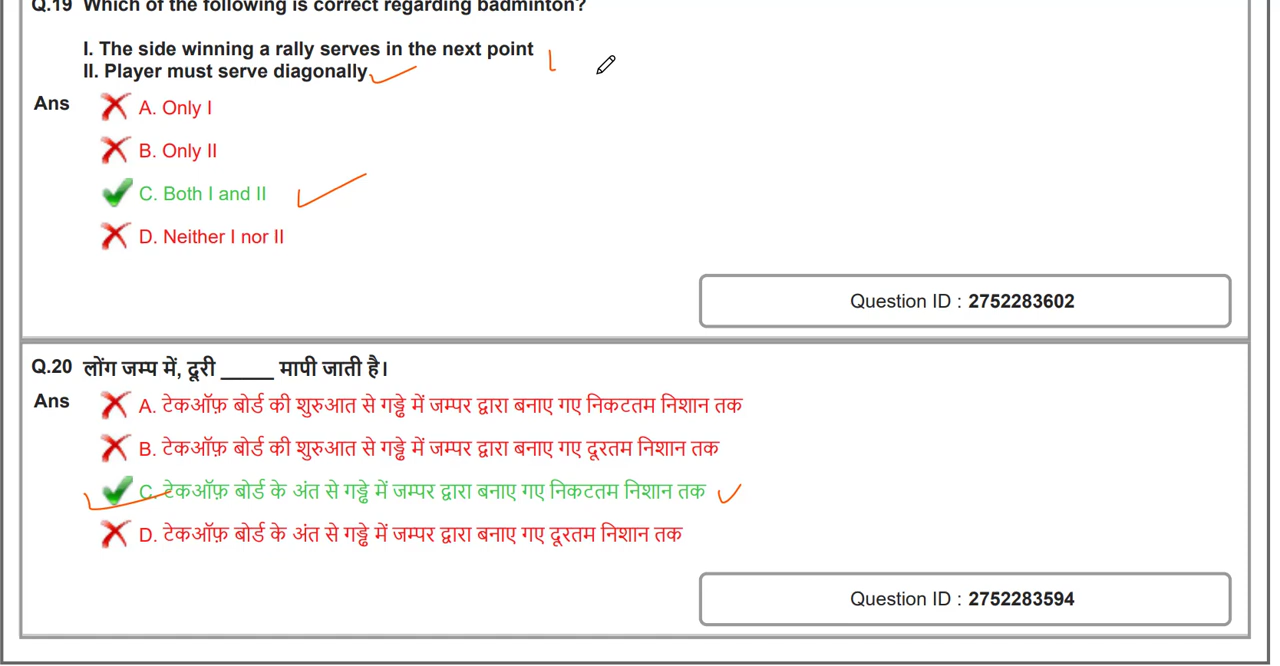 Q.19 Which of the following is correct regarding badminton?
I. The side winning a rally serves in the next point
II. Player must serve diagonally
Ans
A. Only I
B. Only II
C. Both I and II
D. Neither I nor II
Question ID : 2752283602
Q.20 लोंग जम्प में, दूरी _____ मापी जाती है।
Ans
A. टेकऑफ़ बोर्ड की शुरुआत से गड्ढे में जम्पर द्वारा बनाए गए निकटतम निशान तक
B. टेकऑफ़ बोर्ड की शुरुआत से गड्ढे में जम्पर द्वारा बनाए गए दूरतम निशान तक
C. टेकऑफ़ बोर्ड के अंत से गड्ढे में जम्पर द्वारा बनाए गए निकटतम निशान तक
D. टेकऑफ़ बोर्ड के अंत से गड्ढे में जम्पर द्वारा बनाए गए दूरतम निशान तक
Question ID : 2752283594